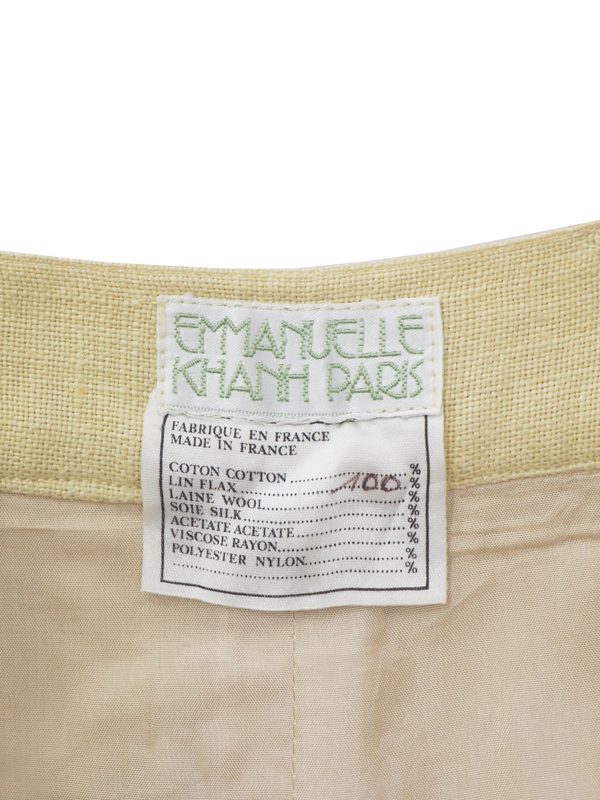 EMMANUELLE
KHANH PARIS
FABRIQUE EN FRANCE
MADE IN FRANCE
COTON COTTON..............................%
LIN FLAX..............................100.%
LAINE WOOL..............................%
SOIE SILK..............................%
ACETATE ACETATE..............................%
VISCOSE RAYON..............................%
POLYESTER NYLON..............................%
..............................%